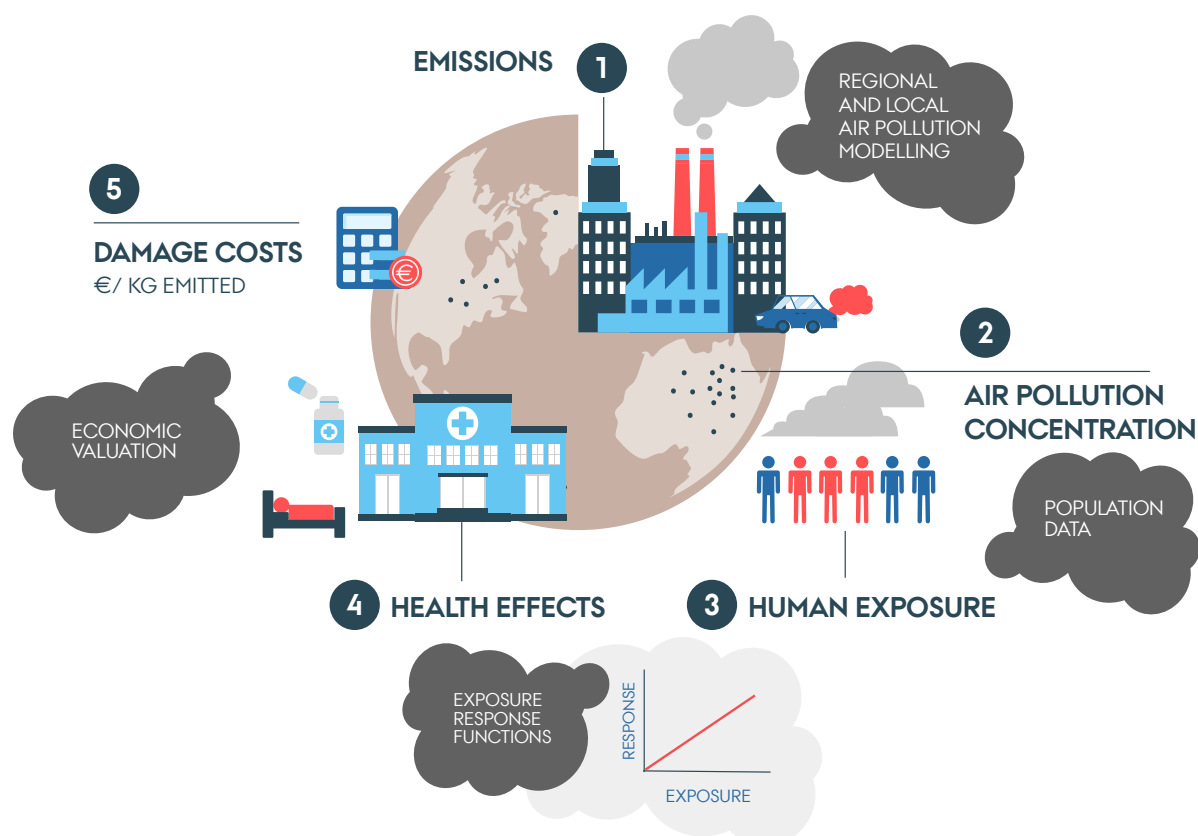 EMISSIONS
1
REGIONAL
AND LOCAL
AIR POLLUTION
MODELLING
5
DAMAGE COSTS
€/ KG EMITTED
€
2
AIR POLLUTION
CONCENTRATION
ECONOMIC
VALUATION
POPULATION
DATA
4
HEALTH EFFECTS
3
HUMAN EXPOSURE
EXPOSURE
RESPONSE
FUNCTIONS
RESPONSE
EXPOSURE